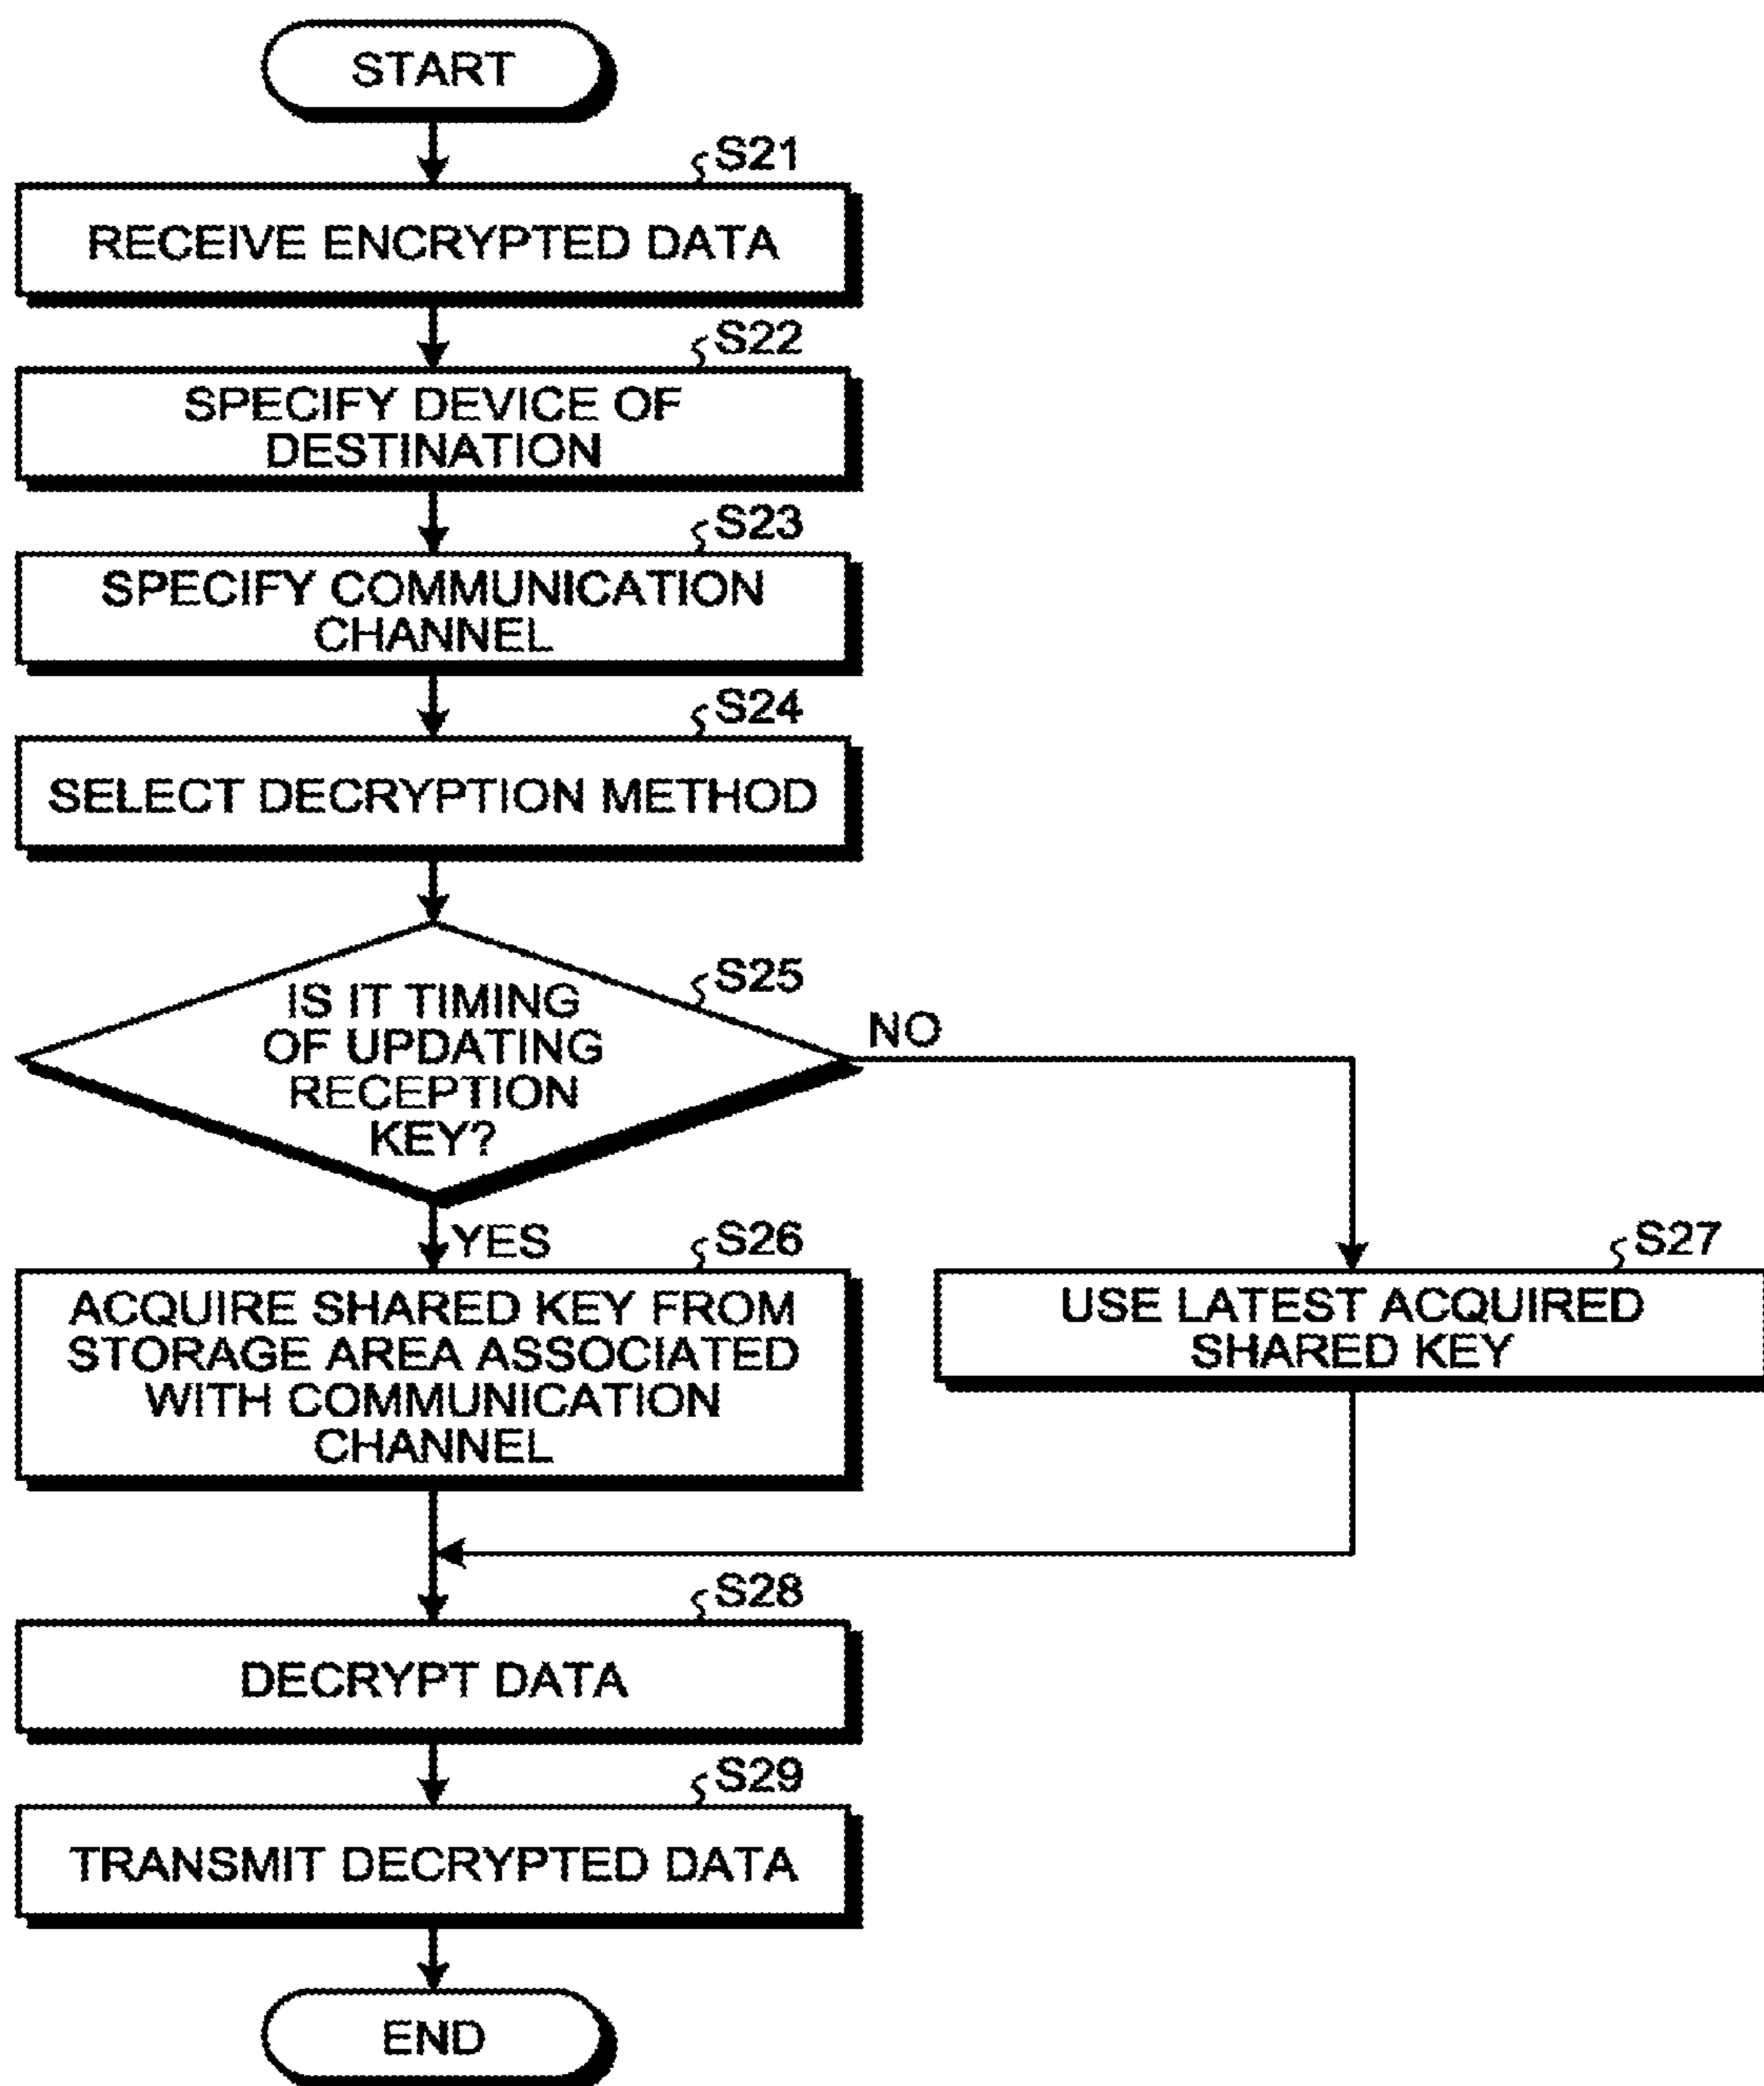 START
S21
RECEIVE ENCRYPTED DATA
S22
SPECIFY DEVICE OF
DESTINATION
S23
SPECIFY COMMUNICATION
CHANNEL
S24
SELECT DECRYPTION METHOD
S25
IS IT TIMING
OF UPDATING
RECEPTION
KEY?
NO
YES
S26
ACQUIRE SHARED KEY FROM
STORAGE AREA ASSOCIATED
WITH COMMUNICATION
CHANNEL
S27
USE LATEST ACQUIRED
SHARED KEY
S28
DECRYPT DATA
S29
TRANSMIT DECRYPTED DATA
END